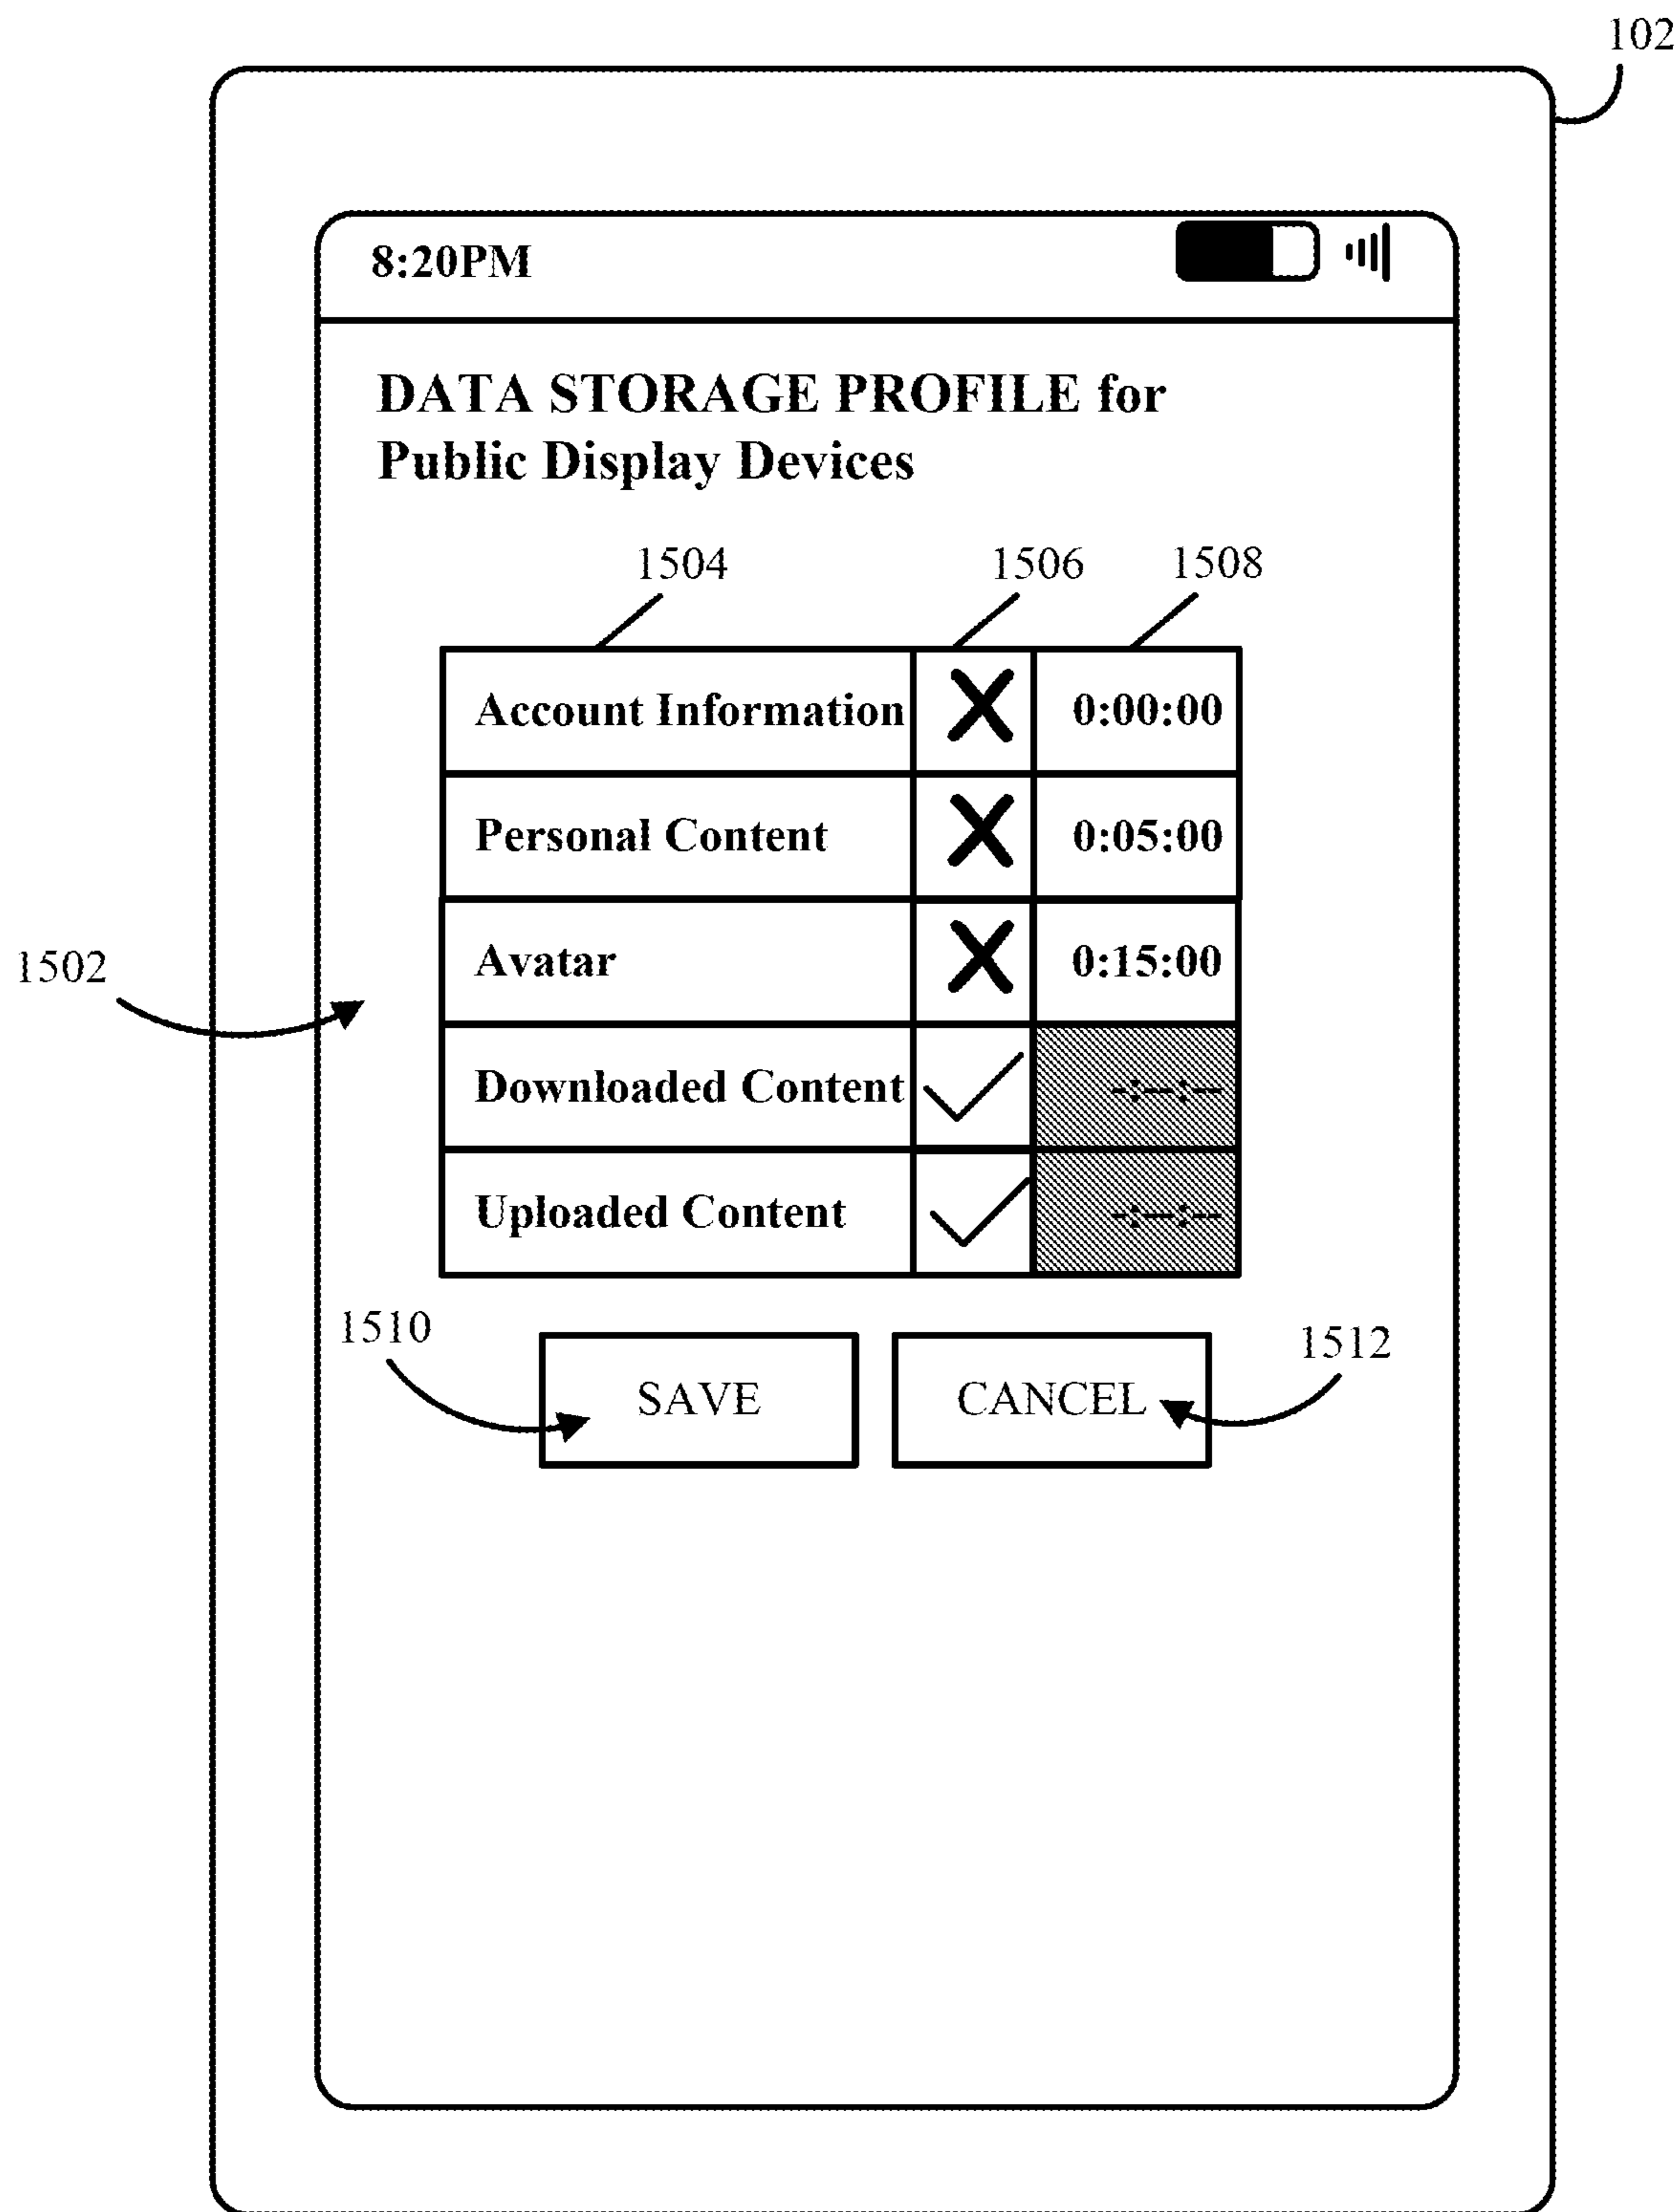 102
8:20PM
DATA STORAGE PROFILE for
Public Display Devices
1504 1506 1508
Account Information 0:00:00
Personal Content 0:05:00
Avatar 0:15:00
1502
Downloaded Content -:--:--
Uploaded Content -:--:--
1510 SAVE CANCEL 1512